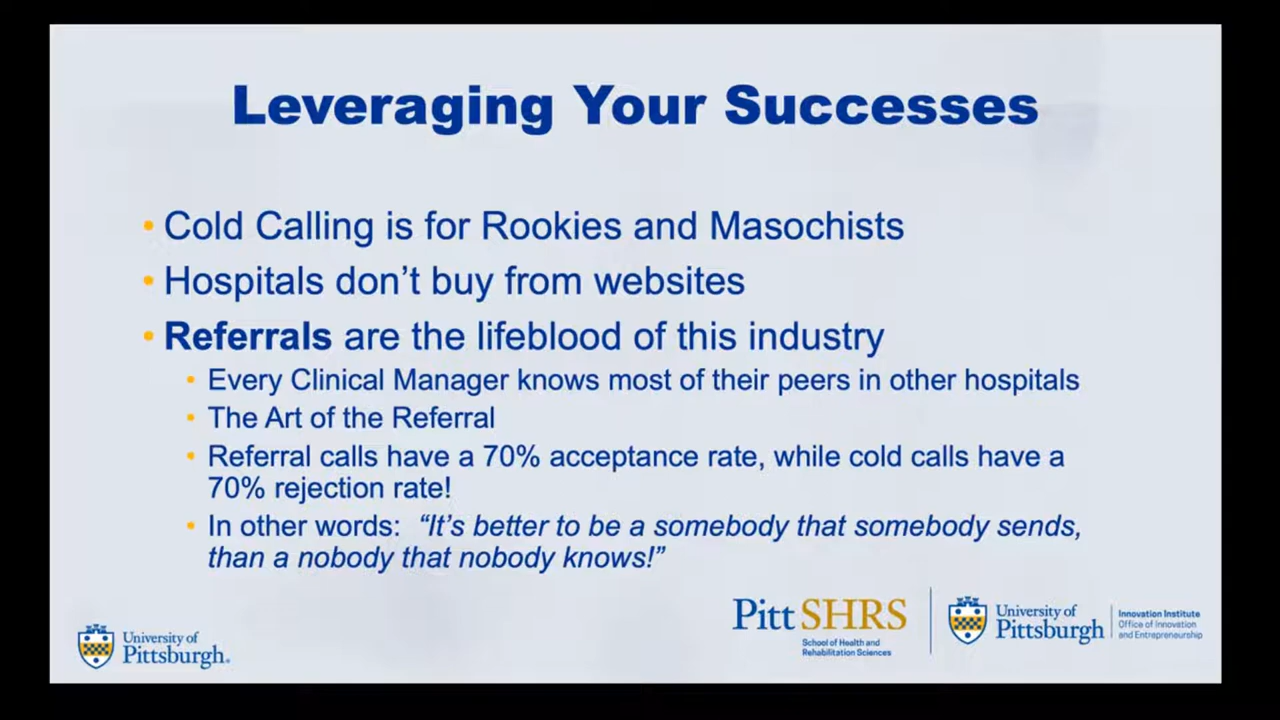 Leveraging Your Successes
• Cold Calling is for Rookies and Masochists
• Hospitals don’t buy from websites
• Referrals are the lifeblood of this industry
• Every Clinical Manager knows most of their peers in other hospitals
• The Art of the Referral
• Referral calls have a 70% acceptance rate, while cold calls have a
70% rejection rate!
• In other words: “It’s better to be a somebody that somebody sends,
than a nobody that nobody knows!”
University of
Pittsburgh®
Pitt SHRS
School of Health and
Rehabilitation Sciences
University of
Pittsburgh
Innovation Institute
Office of Innovation
and Entrepreneurship